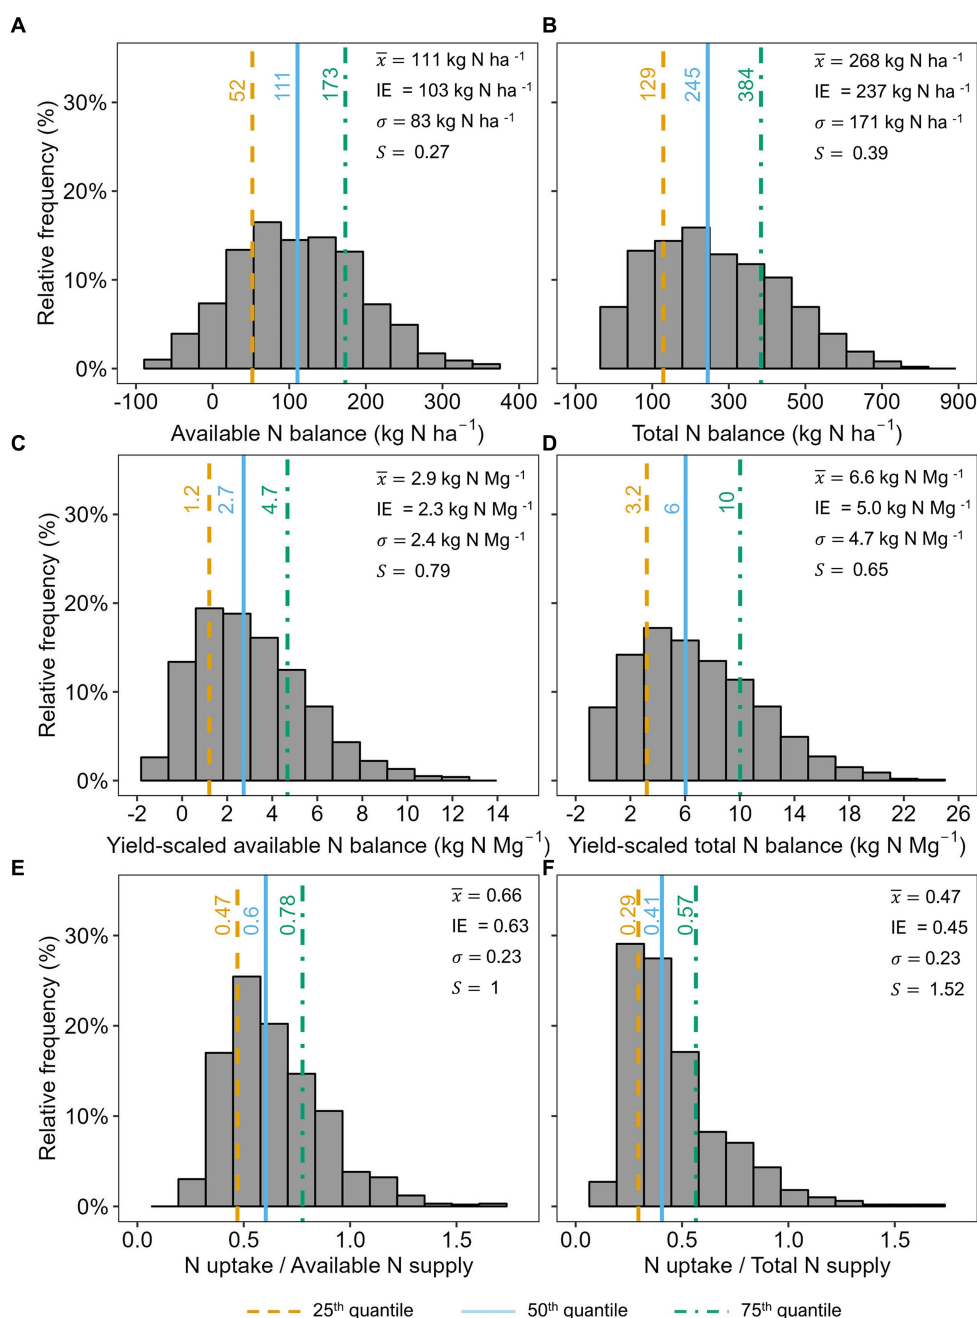 A
B
Relative frequency (%)
30%
20%
10%
0%
52
111
173
x̅ = 111 kg N ha⁻¹
IE = 103 kg N ha⁻¹
σ = 83 kg N ha⁻¹
S = 0.27
-100 0 100 200 300 400
Available N balance (kg N ha⁻¹)
129
245
384
x̅ = 268 kg N ha⁻¹
IE = 237 kg N ha⁻¹
σ = 171 kg N ha⁻¹
S = 0.39
-100 100 300 500 700 900
Total N balance (kg N ha⁻¹)
C
D
Relative frequency (%)
30%
20%
10%
0%
1.2
2.7
4.7
x̅ = 2.9 kg N Mg⁻¹
IE = 2.3 kg N Mg⁻¹
σ = 2.4 kg N Mg⁻¹
S = 0.79
-2 0 2 4 6 8 10 12 14
Yield-scaled available N balance (kg N Mg⁻¹)
3.2
6
10
x̅ = 6.6 kg N Mg⁻¹
IE = 5.0 kg N Mg⁻¹
σ = 4.7 kg N Mg⁻¹
S = 0.65
-2 2 6 10 14 18 22 26
Yield-scaled total N balance (kg N Mg⁻¹)
E
F
Relative frequency (%)
30%
20%
10%
0%
0.47
0.6
0.78
x̅ = 0.66
IE = 0.63
σ = 0.23
S = 1
0.0 0.5 1.0 1.5
N uptake / Available N supply
0.29
0.41
0.57
x̅ = 0.47
IE = 0.45
σ = 0.23
S = 1.52
0.0 0.5 1.0 1.5
N uptake / Total N supply
25ᵗʰ quantile 50ᵗʰ quantile 75ᵗʰ quantile